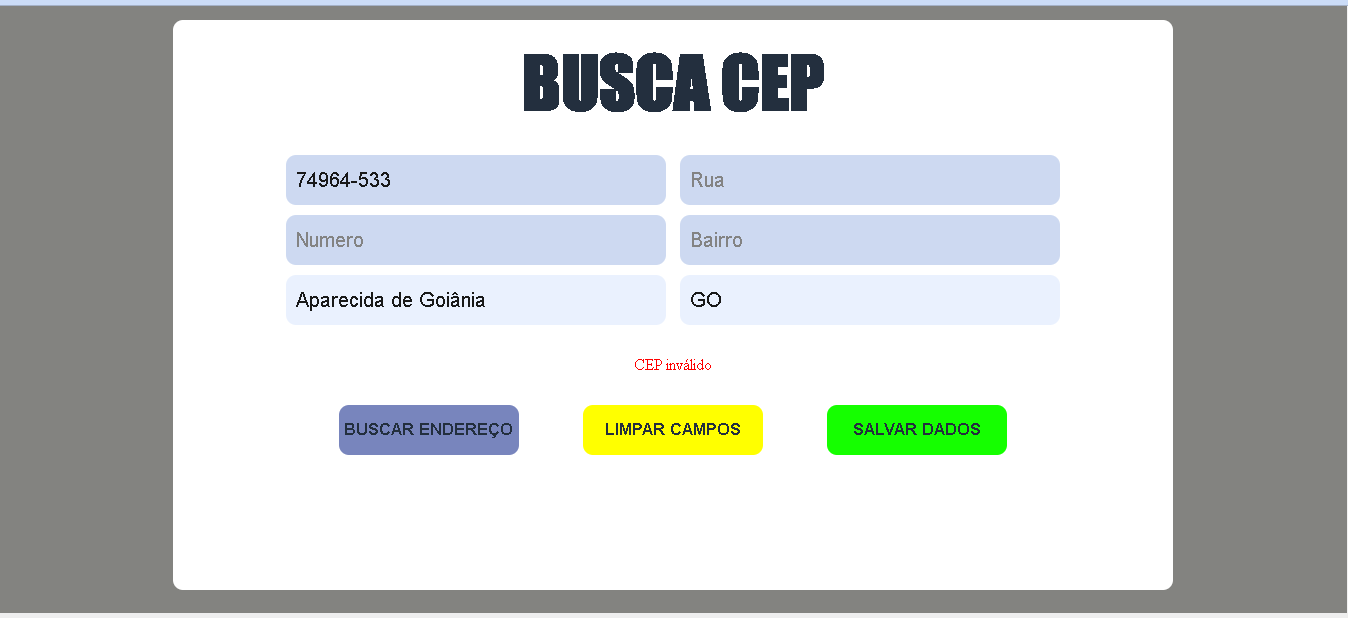 BUSCA CEP
74964-533
Rua
Numero
Bairro
Aparecida de Goiânia
GO
CEP inválido
BUSCAR ENDEREÇO
LIMPAR CAMPOS
SALVAR DADOS